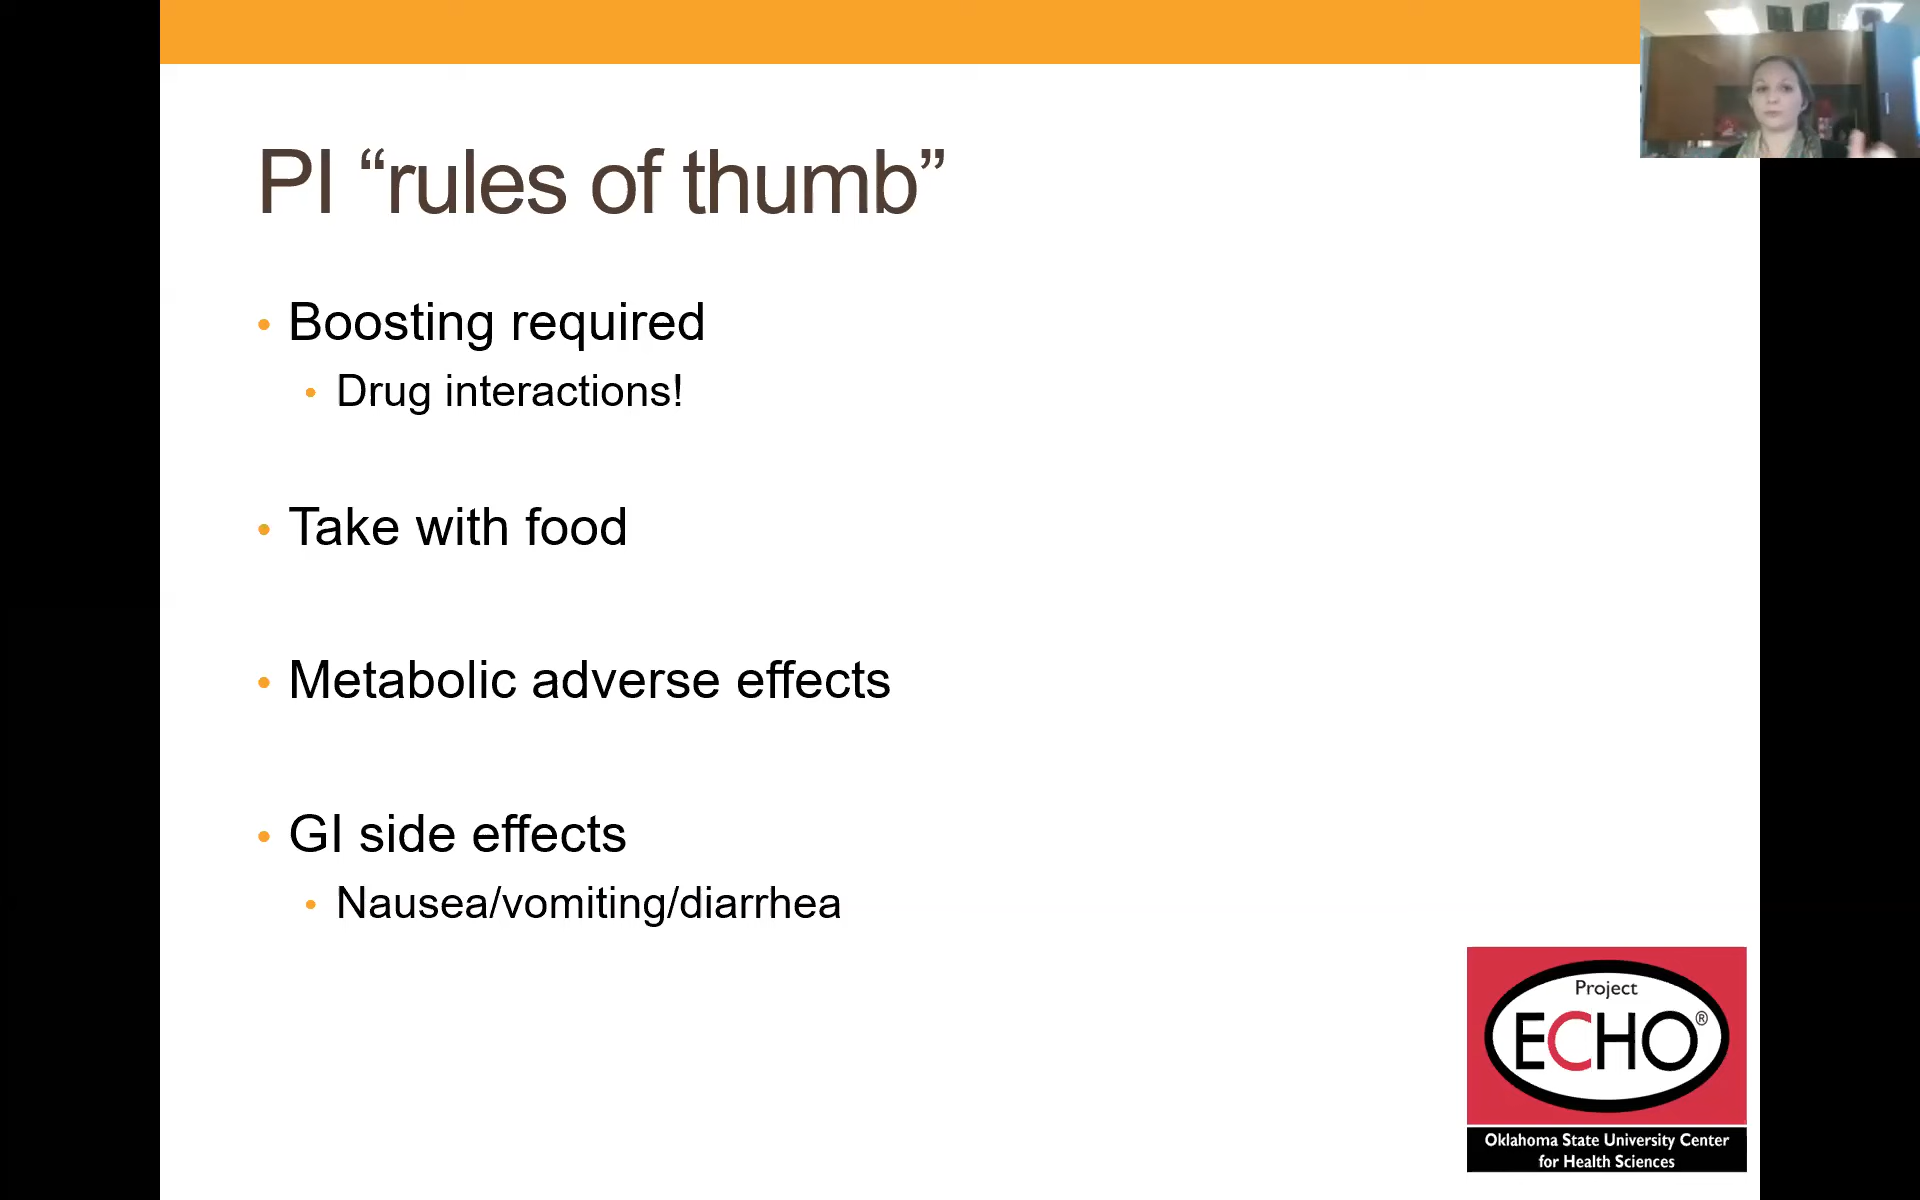 PI “rules of thumb”
• Boosting required
• Drug interactions!
• Take with food
• Metabolic adverse effects
• GI side effects
• Nausea/vomiting/diarrhea
Project
ECHO®
Oklahoma State University Center
for Health Sciences